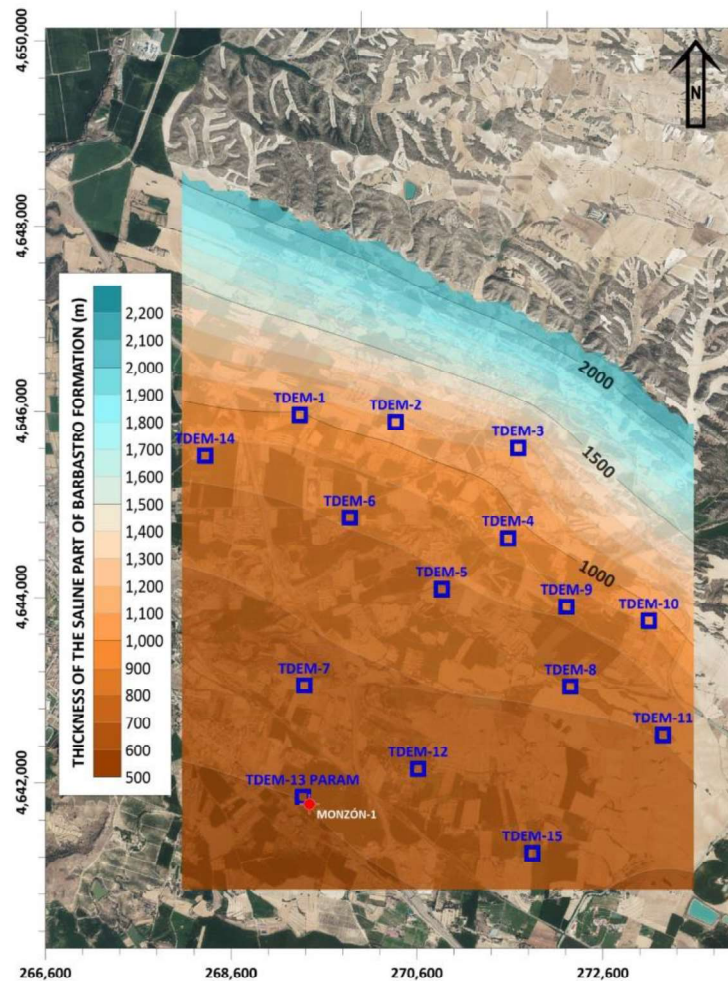 4,650,000
N
4,648,000
THICKNESS OF THE SALINE PART OF BARBASTRO FORMATION (m)
2,200
2,100
2,000
1,900
1,800
1,700
1,600
1,500
1,400
1,300
1,200
1,100
1,000
900
800
700
600
500
2000
1500
1000
4,646,000
TDEM-1
TDEM-2
TDEM-3
TDEM-14
TDEM-6
TDEM-4
TDEM-5
TDEM-9
TDEM-10
4,644,000
TDEM-7
TDEM-8
TDEM-11
TDEM-12
4,642,000
TDEM-13 PARAM
MONZÓN-1
TDEM-15
266,600
268,600
270,600
272,600